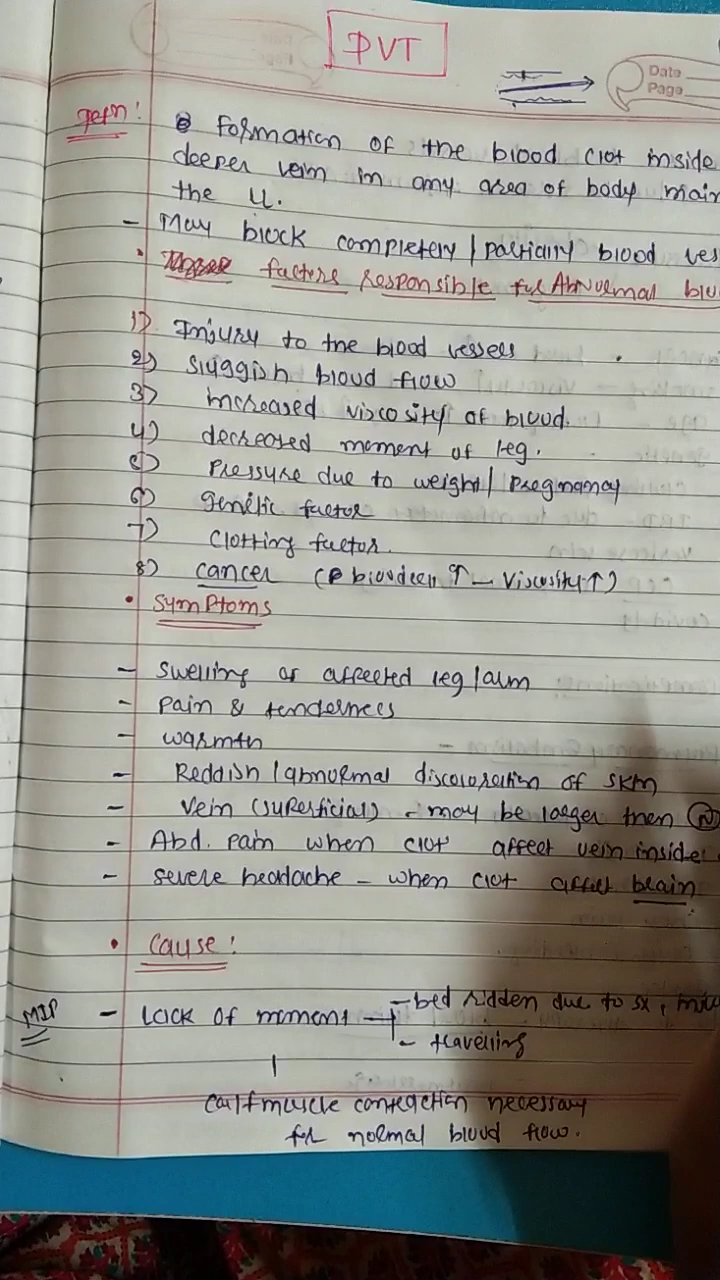 DVT
Data
Page
Defn:
Formation of the blood clot inside
deeper vein in any area of body main
the LL.
- May block completely / partially blood ves
• factors responsible for Abnormal blo
1) Injury to the blood vessels
2) Sluggish blood flow
3) increased viscosity of blood.
4) decreased moment of leg.
5) Pressure due to weight / Pregnancy
6) genetic factor
7) Clotting factor.
8) cancer ( ↑ - Viscosity ↑)
• Symptoms
- swelling of affected leg / arm
- Pain & tenderness
- warmth
- Reddish / abnormal discoloration of skin
- Vein (superficial) - may be larger then (N)
- Abd. pain when clot affect vein inside
- severe headache - when clot affect brain
• Cause:
MIP - Lack of moment - bed ridden due to sx,
- travelling
calf muscle contraction necessary
for normal blood flow.